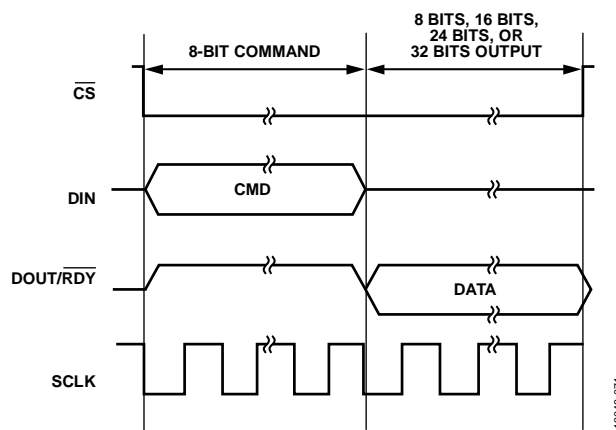 8-BIT COMMAND
8 BITS, 16 BITS,
24 BITS, OR
32 BITS OUTPUT
CS
DIN
CMD
DOUT/RDY
DATA
SCLK